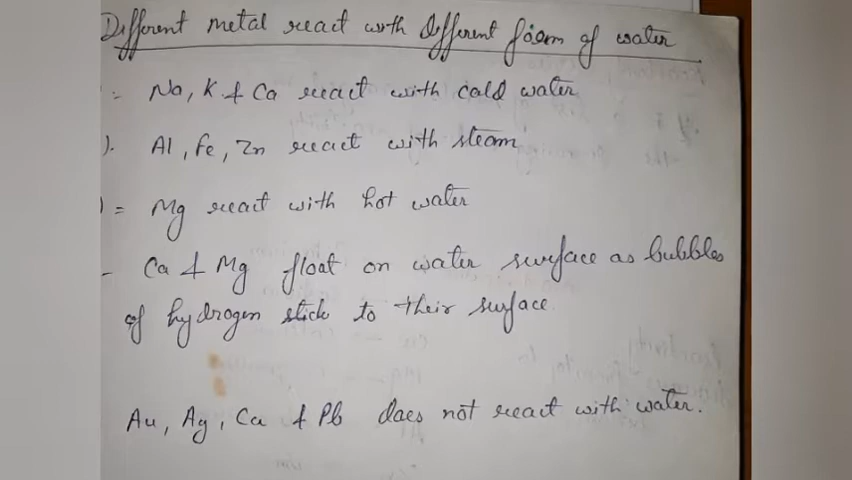 Different metal react with different foam of water
= Na, K & Ca react with cold water
). Al, Fe, Zn react with steam
) = Mg react with hot water
- Ca & Mg float on water surface as bubbles
of hydrogen stick to their surface
Au, Ag, Cu & Pb does not react with water.